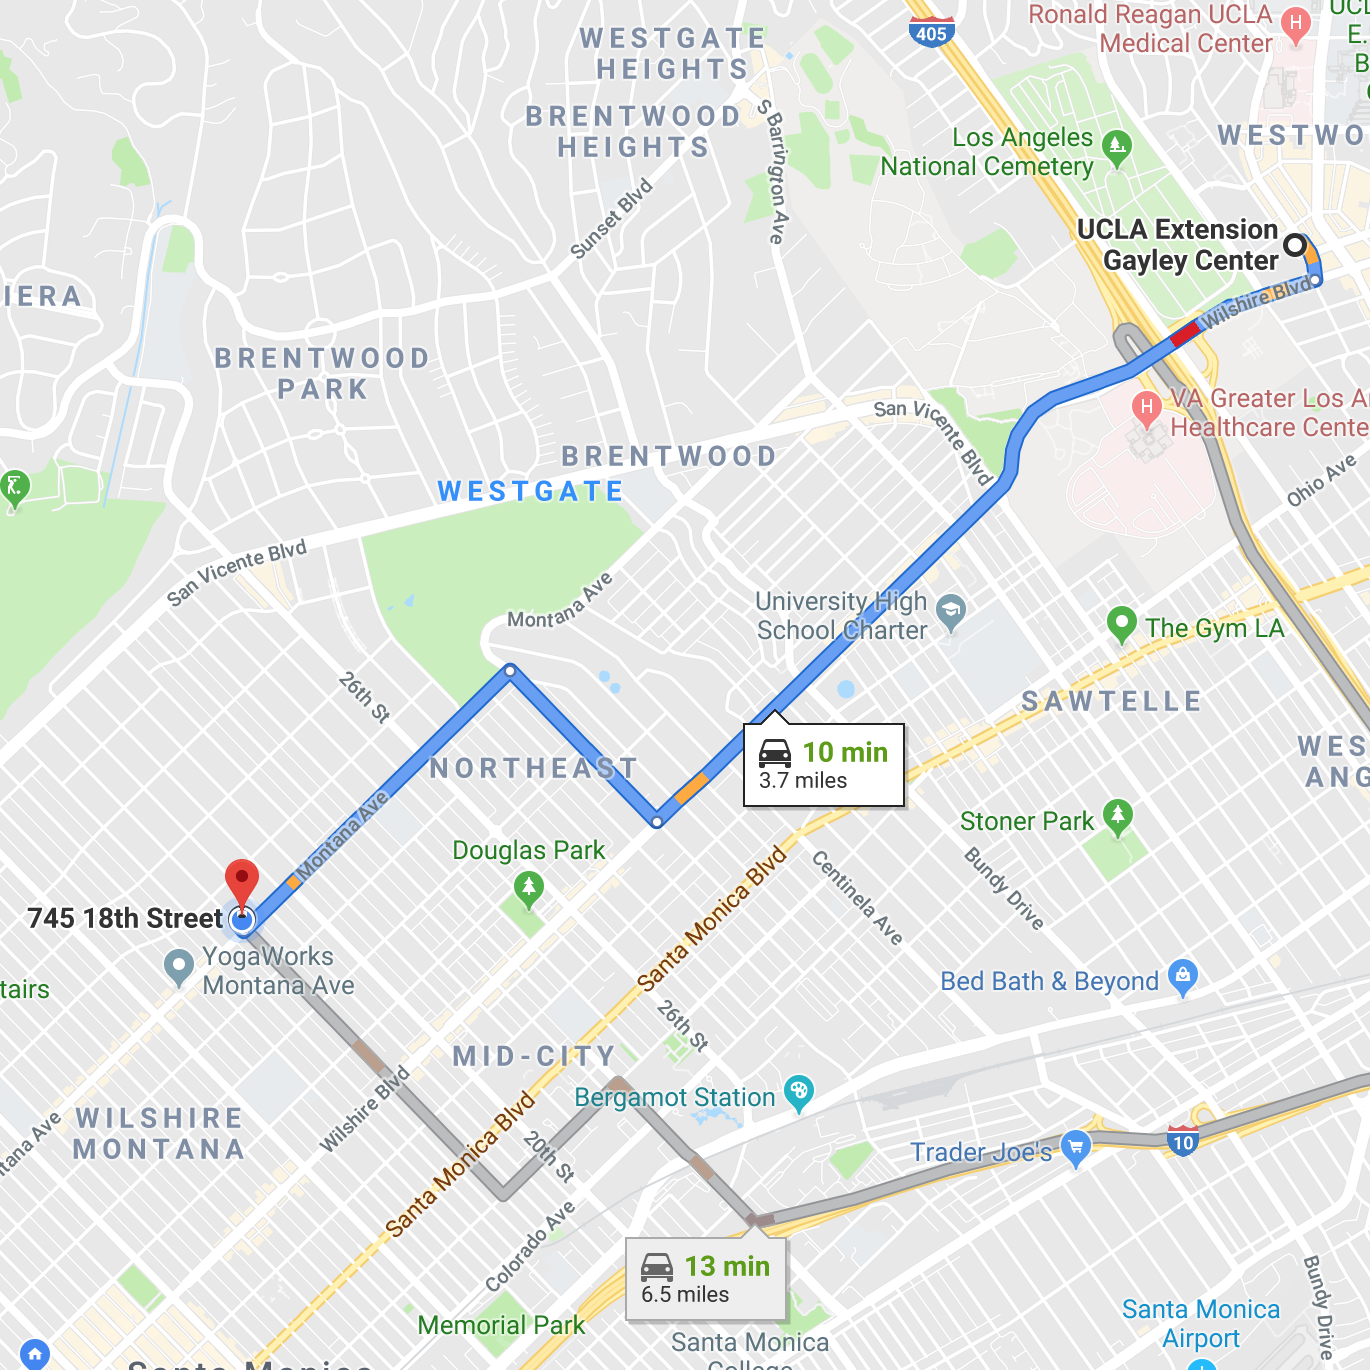 WESTGATE
HEIGHTS
405
Ronald Reagan UCLA
Medical Center
H
UCL
E.
B
BRENTWOOD
HEIGHTS
S Barrington Ave
Los Angeles
National Cemetery
WESTWO
Sunset Blvd
UCLA Extension
Gayley Center
IERA
Wilshire Blvd
BRENTWOOD
PARK
San Vicente Blvd
H
VA Greater Los A
Healthcare Cente
BRENTWOOD
WESTGATE
Ohio Ave
San Vicente Blvd
Montana Ave
University High
School Charter
The Gym LA
26th St
SAWTELLE
NORTHEAST
10 min
3.7 miles
WES
ANG
Montana Ave
Douglas Park
Stoner Park
Santa Monica Blvd
Centinela Ave
Bundy Drive
745 18th Street
YogaWorks
Montana Ave
tairs
Bed Bath & Beyond
26th St
MID-CITY
Bergamot Station
WILSHIRE
MONTANA
Wilshire Blvd
ntana Ave
Santa Monica Blvd
20th St
Trader Joe's
10
Colorado Ave
13 min
6.5 miles
Bundy Drive
Memorial Park
Santa Monica
College
Santa Monica
Airport
Santa Monica